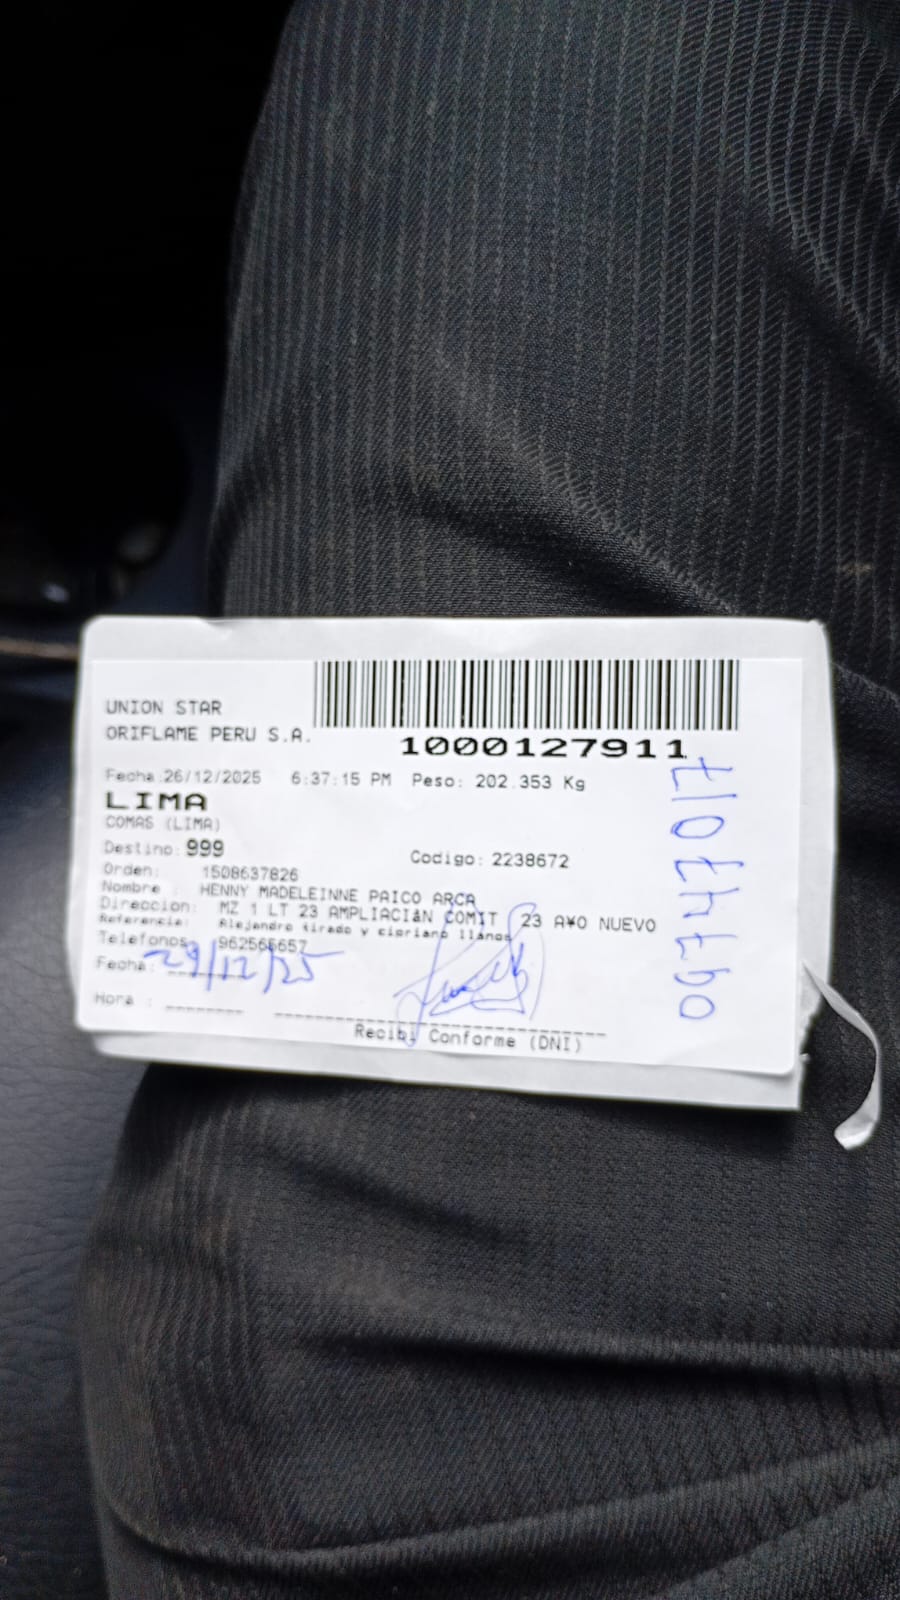 UNION STAR
ORIFLAME PERU S.A.
1000127911
Fecha:26/12/2025 6:37:15 PM Peso: 202.353 Kg
LIMA
COMAS (LIMA)
Destino: 999
Codigo: 2238672
Orden: 1508637826
Nombre : HENNY MADELEINNE PAICO ARCA
Direccion: MZ 1 LT 23 AMPLIACIáN COMIT 23 A¥O NUEVO
Referencia: Alejandro tirado y cipriano llanos
Telefonos 962565657
Fecha: 29/12/25
Hora :
Recibi Conforme (DNI)